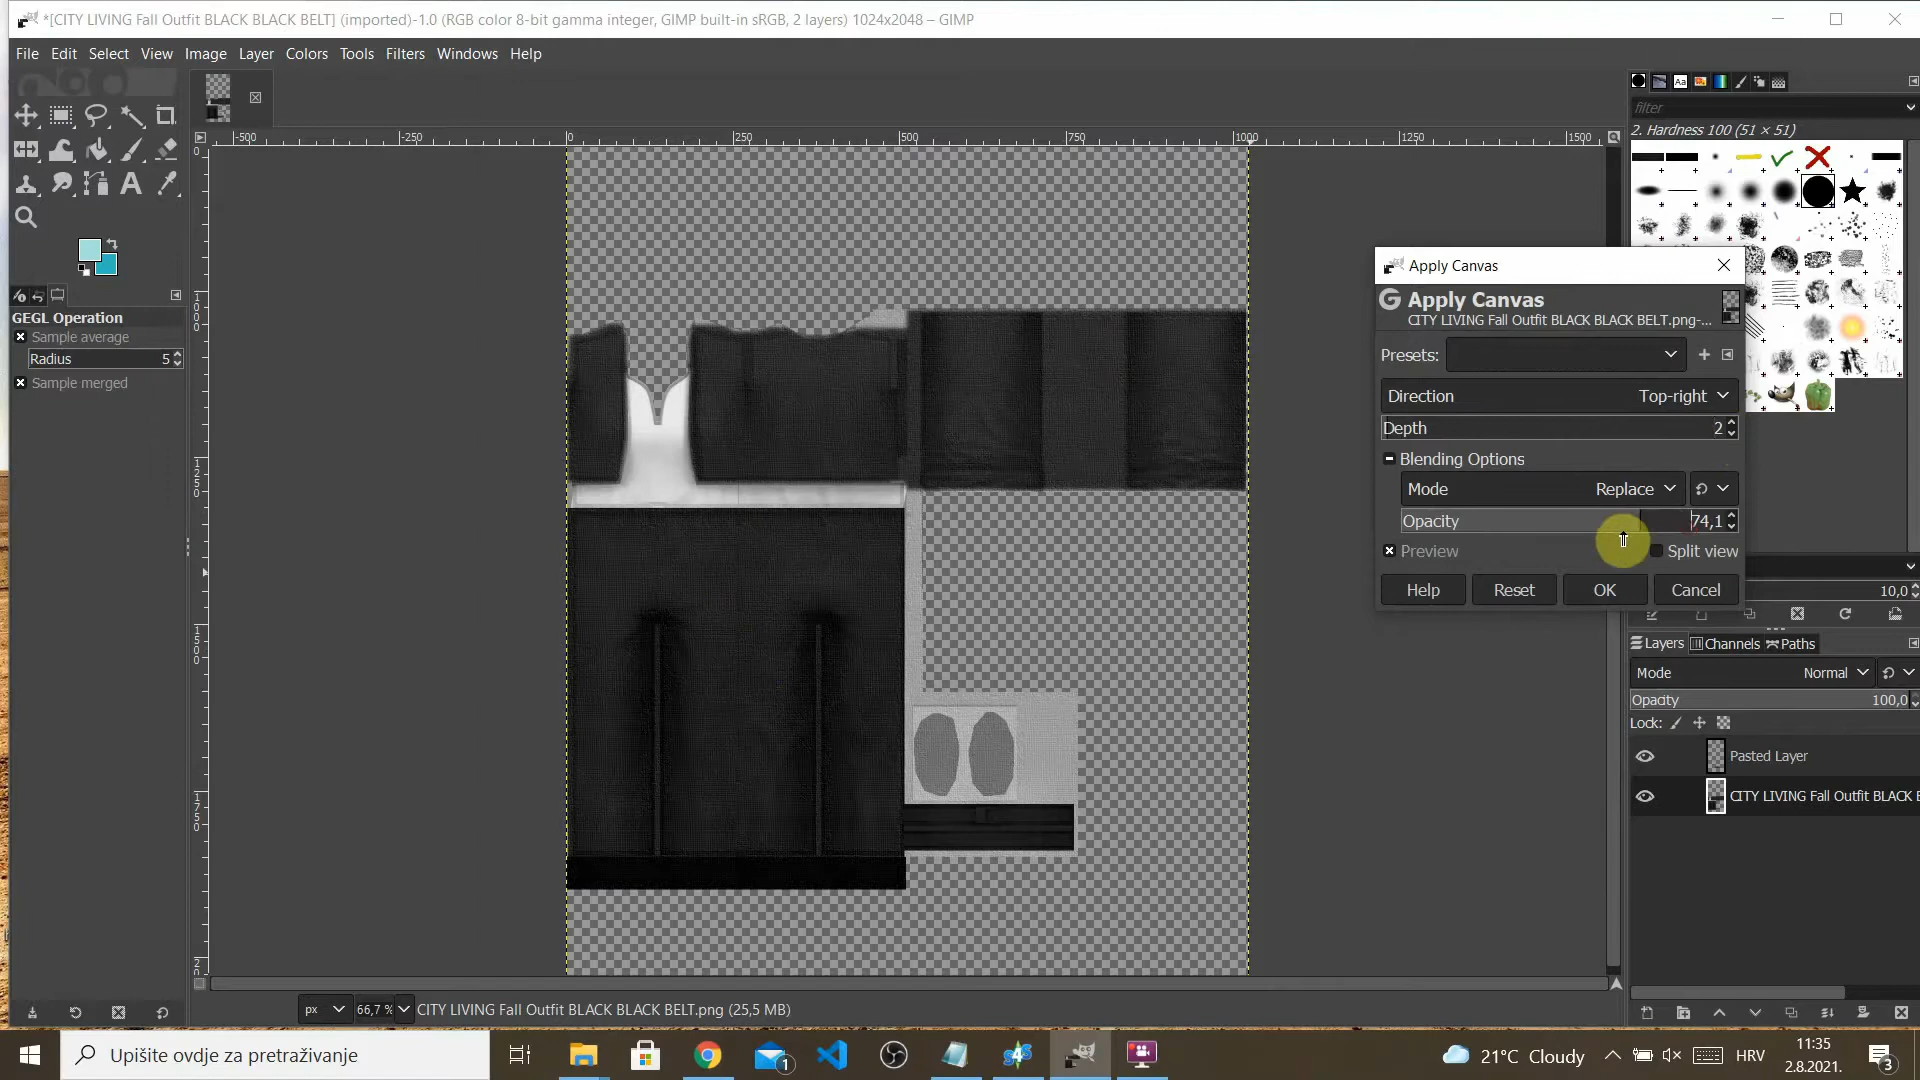 *[CITY LIVING Fall Outfit BLACK BLACK BELT] (imported)-1.0 (RGB color 8-bit gamma integer, GIMP built-in sRGB, 2 layers) 1024x2048 – GIMP
File Edit Select View Image Layer Colors Tools Filters Windows Help
-500 -250 0 250 500 750 1000 1250 1500
filter
2. Hardness 100 (51 × 51)
GEGL Operation
Sample average
Radius 5
Sample merged
Apply Canvas
Apply Canvas
CITY LIVING Fall Outfit BLACK BLACK BELT.png-...
Presets:
Direction Top-right
Depth 2
Blending Options
Mode Replace
Opacity 74,1
Preview Split view
Help Reset OK Cancel
10,0
Layers Channels Paths
Mode Normal
Opacity 100,0
Lock:
Pasted Layer
CITY LIVING Fall Outfit BLACK B
px 66,7 % CITY LIVING Fall Outfit BLACK BLACK BELT.png (25,5 MB)
Upišite ovdje za pretraživanje
1
21°C Cloudy
HRV
11:35
2.8.2021.
3